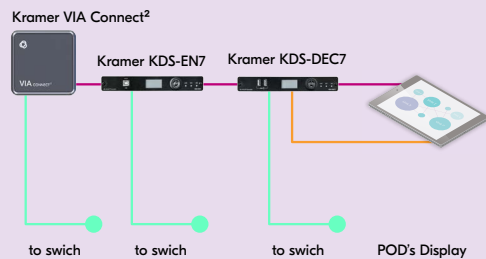 Kramer VIA Connect²
Kramer KDS-EN7
Kramer KDS-DEC7
VIA CONNECT²
to swich
to swich
to swich
POD's Display